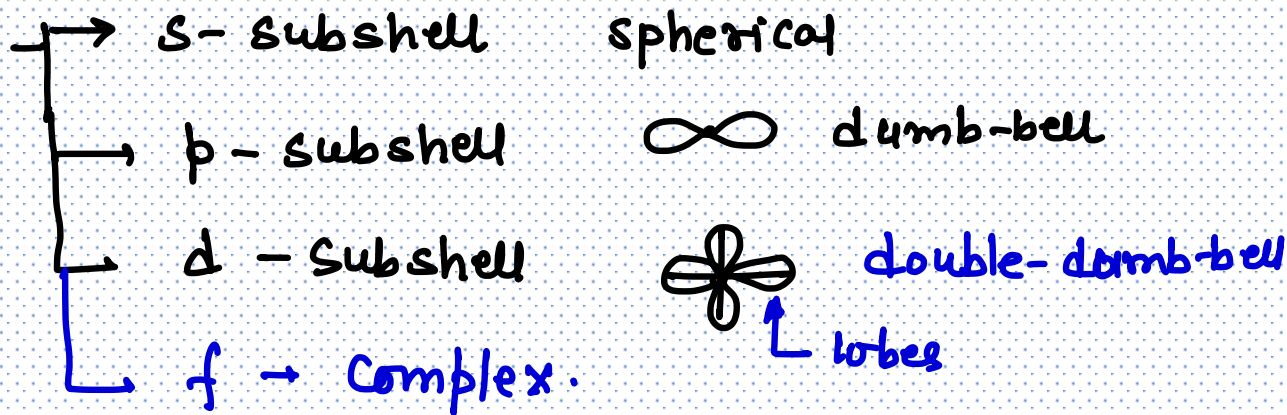 s- subshell spherical
p - subshell dumb-bell
d - Subshell double-dumb-bell
lobes
f - Complex.